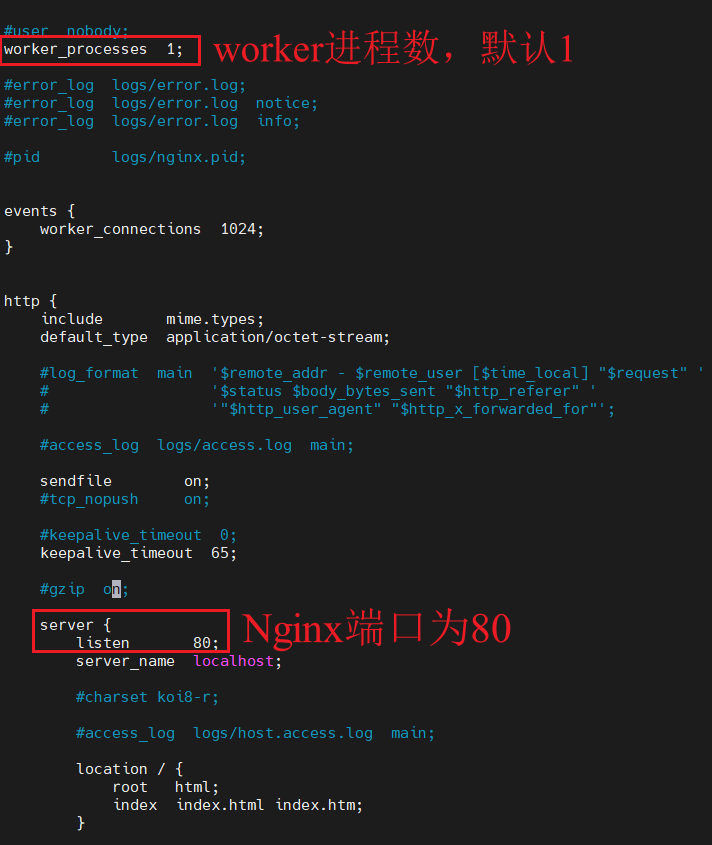 #user  nobody;
worker_processes  1;
worker进程数，默认1
#error_log  logs/error.log;
#error_log  logs/error.log  notice;
#error_log  logs/error.log  info;
#pid        logs/nginx.pid;
events {
    worker_connections  1024;
}
http {
    include       mime.types;
    default_type  application/octet-stream;
    #log_format  main  '$remote_addr - $remote_user [$time_local] "$request" '
    #                  '$status $body_bytes_sent "$http_referer" '
    #                  '"$http_user_agent" "$http_x_forwarded_for"';
    #access_log  logs/access.log  main;
    sendfile        on;
    #tcp_nopush     on;
    #keepalive_timeout  0;
    keepalive_timeout  65;
    #gzip  on;
    server {
        listen       80;
Nginx端口为80
        server_name  localhost;
        #charset koi8-r;
        #access_log  logs/host.access.log  main;
        location / {
            root   html;
            index  index.html index.htm;
        }